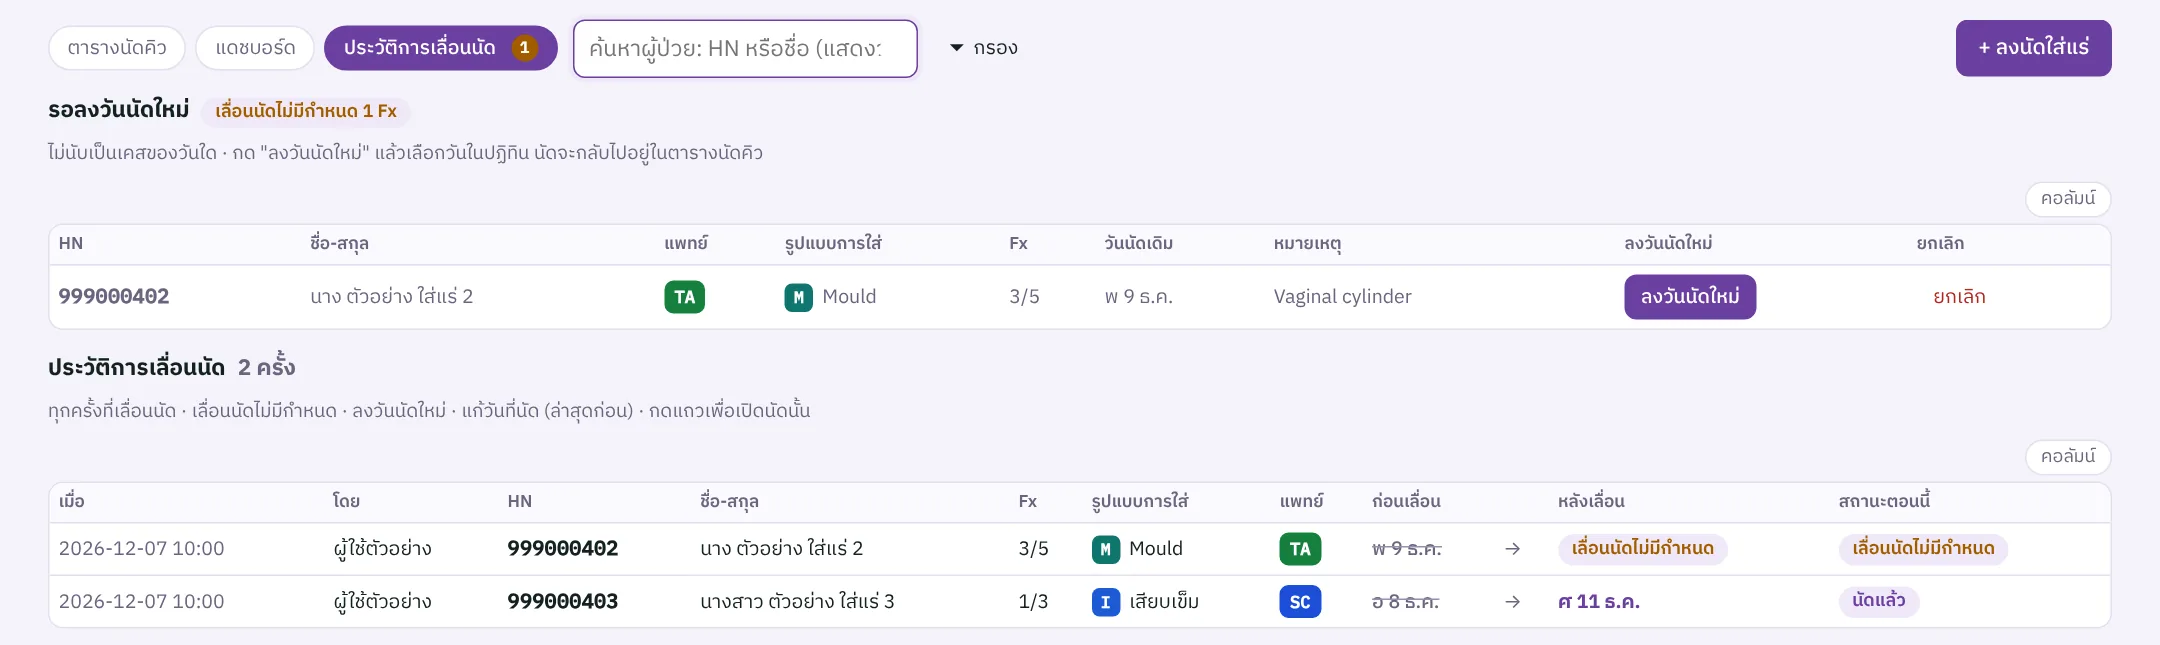 ตารางนัดคิว แดชบอร์ด ประวัติการเลื่อนนัด 1 ค้นหาผู้ป่วย: HN หรือชื่อ (แสดง กรอง + ลงนัดใส่แร่
รอลงวันนัดใหม่ เลื่อนนัดไม่มีกำหนด 1 Fx
ไม่นับเป็นเคสของวันใด · กด "ลงวันนัดใหม่" แล้วเลือกวันในปฏิทิน นัดจะกลับไปอยู่ในตารางนัดคิว
คอลัมน์
HN ชื่อ-สกุล แพทย์ รูปแบบการใส่ Fx วันนัดเดิม หมายเหตุ ลงวันนัดใหม่ ยกเลิก
999000402 นาง ตัวอย่าง ใส่แร่ 2 TA M Mould 3/5 พ 9 ธ.ค. Vaginal cylinder ลงวันนัดใหม่ ยกเลิก
ประวัติการเลื่อนนัด 2 ครั้ง
ทุกครั้งที่เลื่อนนัด · เลื่อนนัดไม่มีกำหนด · ลงวันนัดใหม่ · แก้วันที่นัด (ล่าสุดก่อน) · กดแถวเพื่อเปิดนัดนั้น
คอลัมน์
เมื่อ โดย HN ชื่อ-สกุล Fx รูปแบบการใส่ แพทย์ ก่อนเลื่อน หลังเลื่อน สถานะตอนนี้
2026-12-07 10:00 ผู้ใช้ตัวอย่าง 999000402 นาง ตัวอย่าง ใส่แร่ 2 3/5 M Mould TA พ 9 ธ.ค. → เลื่อนนัดไม่มีกำหนด เลื่อนนัดไม่มีกำหนด
2026-12-07 10:00 ผู้ใช้ตัวอย่าง 999000403 นางสาว ตัวอย่าง ใส่แร่ 3 1/3 I เสียบเข็ม SC อ 8 ธ.ค. → ศ 11 ธ.ค. นัดแล้ว